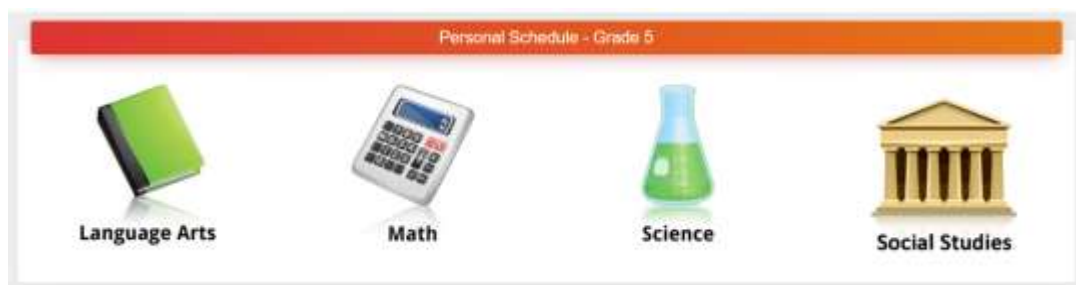 Personal Schedule - Grade 5
Language Arts
Math
Science
Social Studies